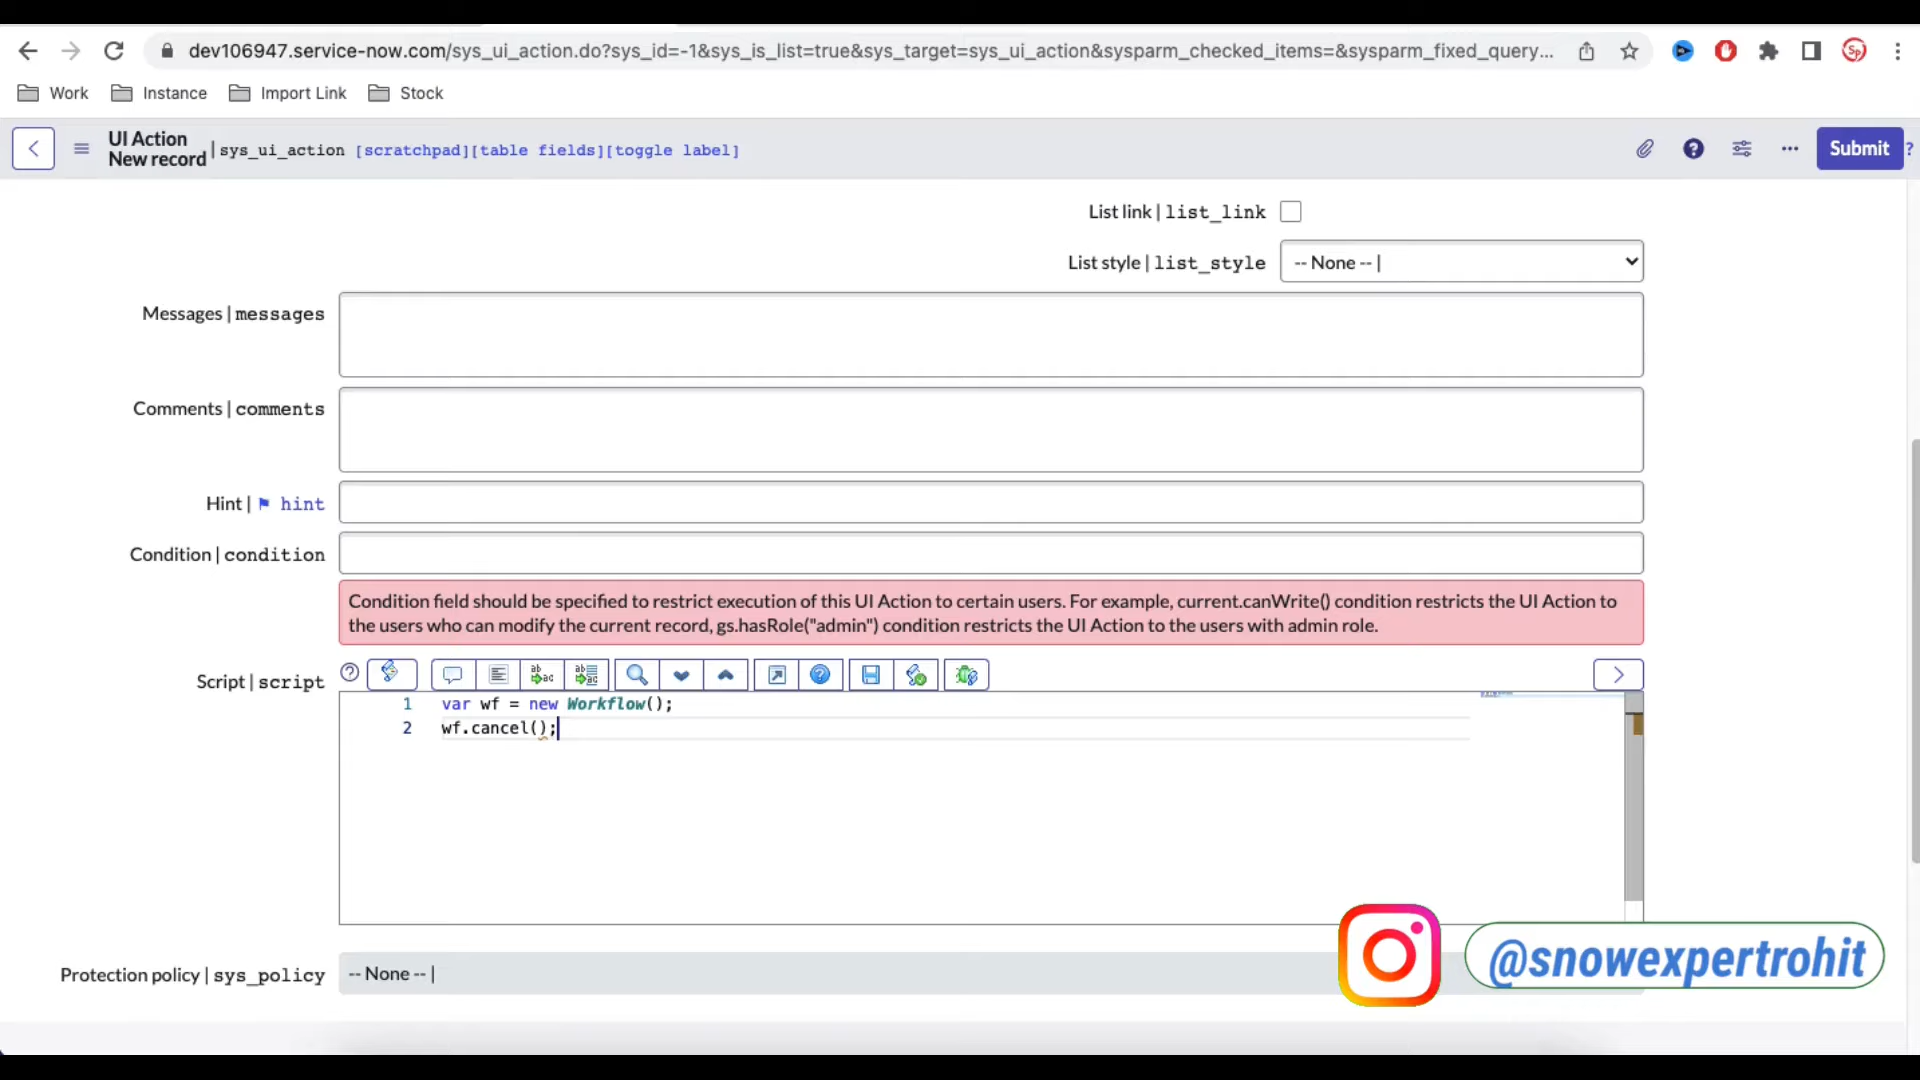 dev106947.service-now.com/sys_ui_action.do?sys_id=-1&sys_is_list=true&sys_target=sys_ui_action&sysparm_checked_items=&sysparm_fixed_query...
Sp
Work Instance Import Link Stock
UI Action
New record | sys_ui_action [scratchpad][table fields][toggle label]
Submit ?
List link | list_link
List style | list_style -- None -- |
Messages | messages
Comments | comments
Hint | hint
Condition | condition
Condition field should be specified to restrict execution of this UI Action to certain users. For example, current.canWrite() condition restricts the UI Action to
the users who can modify the current record, gs.hasRole("admin") condition restricts the UI Action to the users with admin role.
Script | script
1 var wf = new Workflow();
2 wf.cancel();
@snowexpertrohit
Protection policy | sys_policy -- None -- |